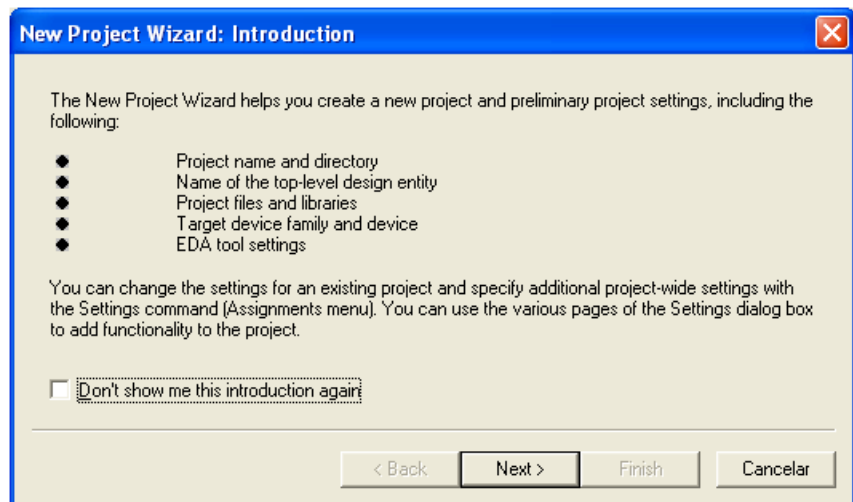 New Project Wizard: Introduction
The New Project Wizard helps you create a new project and preliminary project settings, including the
following:
Project name and directory
Name of the top-level design entity
Project files and libraries
Target device family and device
EDA tool settings
You can change the settings for an existing project and specify additional project-wide settings with
the Settings command (Assignments menu). You can use the various pages of the Settings dialog box
to add functionality to the project.
Don't show me this introduction again
< Back Next > Finish Cancelar